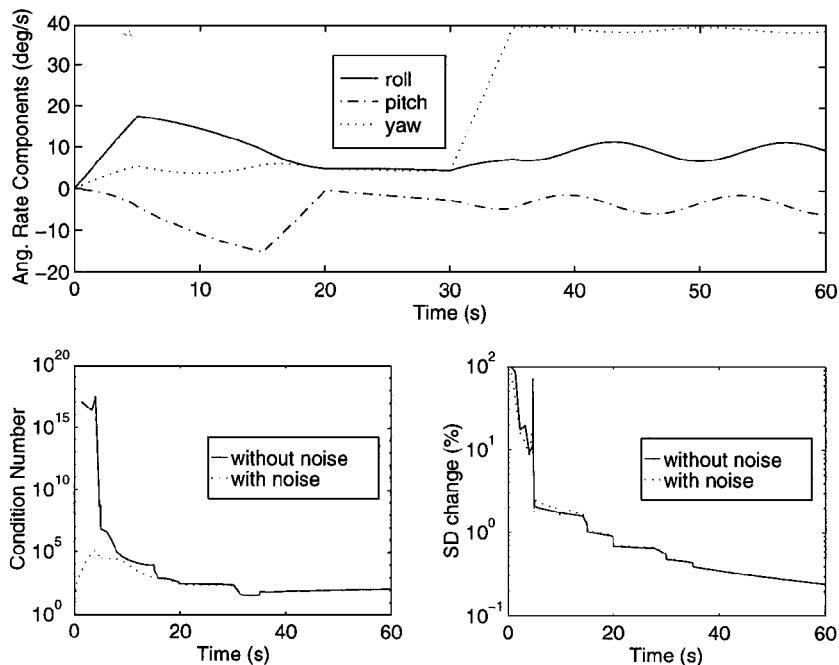 Ang. Rate Components (deg/s)
40
30
20
10
0
−10
−20
roll
pitch
yaw
0 10 20 30 40 50 60
Time (s)
Condition Number
10^20
10^15
10^10
10^5
10^0
without noise
with noise
0 20 40 60
Time (s)
SD change (%)
10^2
10^1
10^0
10^−1
without noise
with noise
0 20 40 60
Time (s)